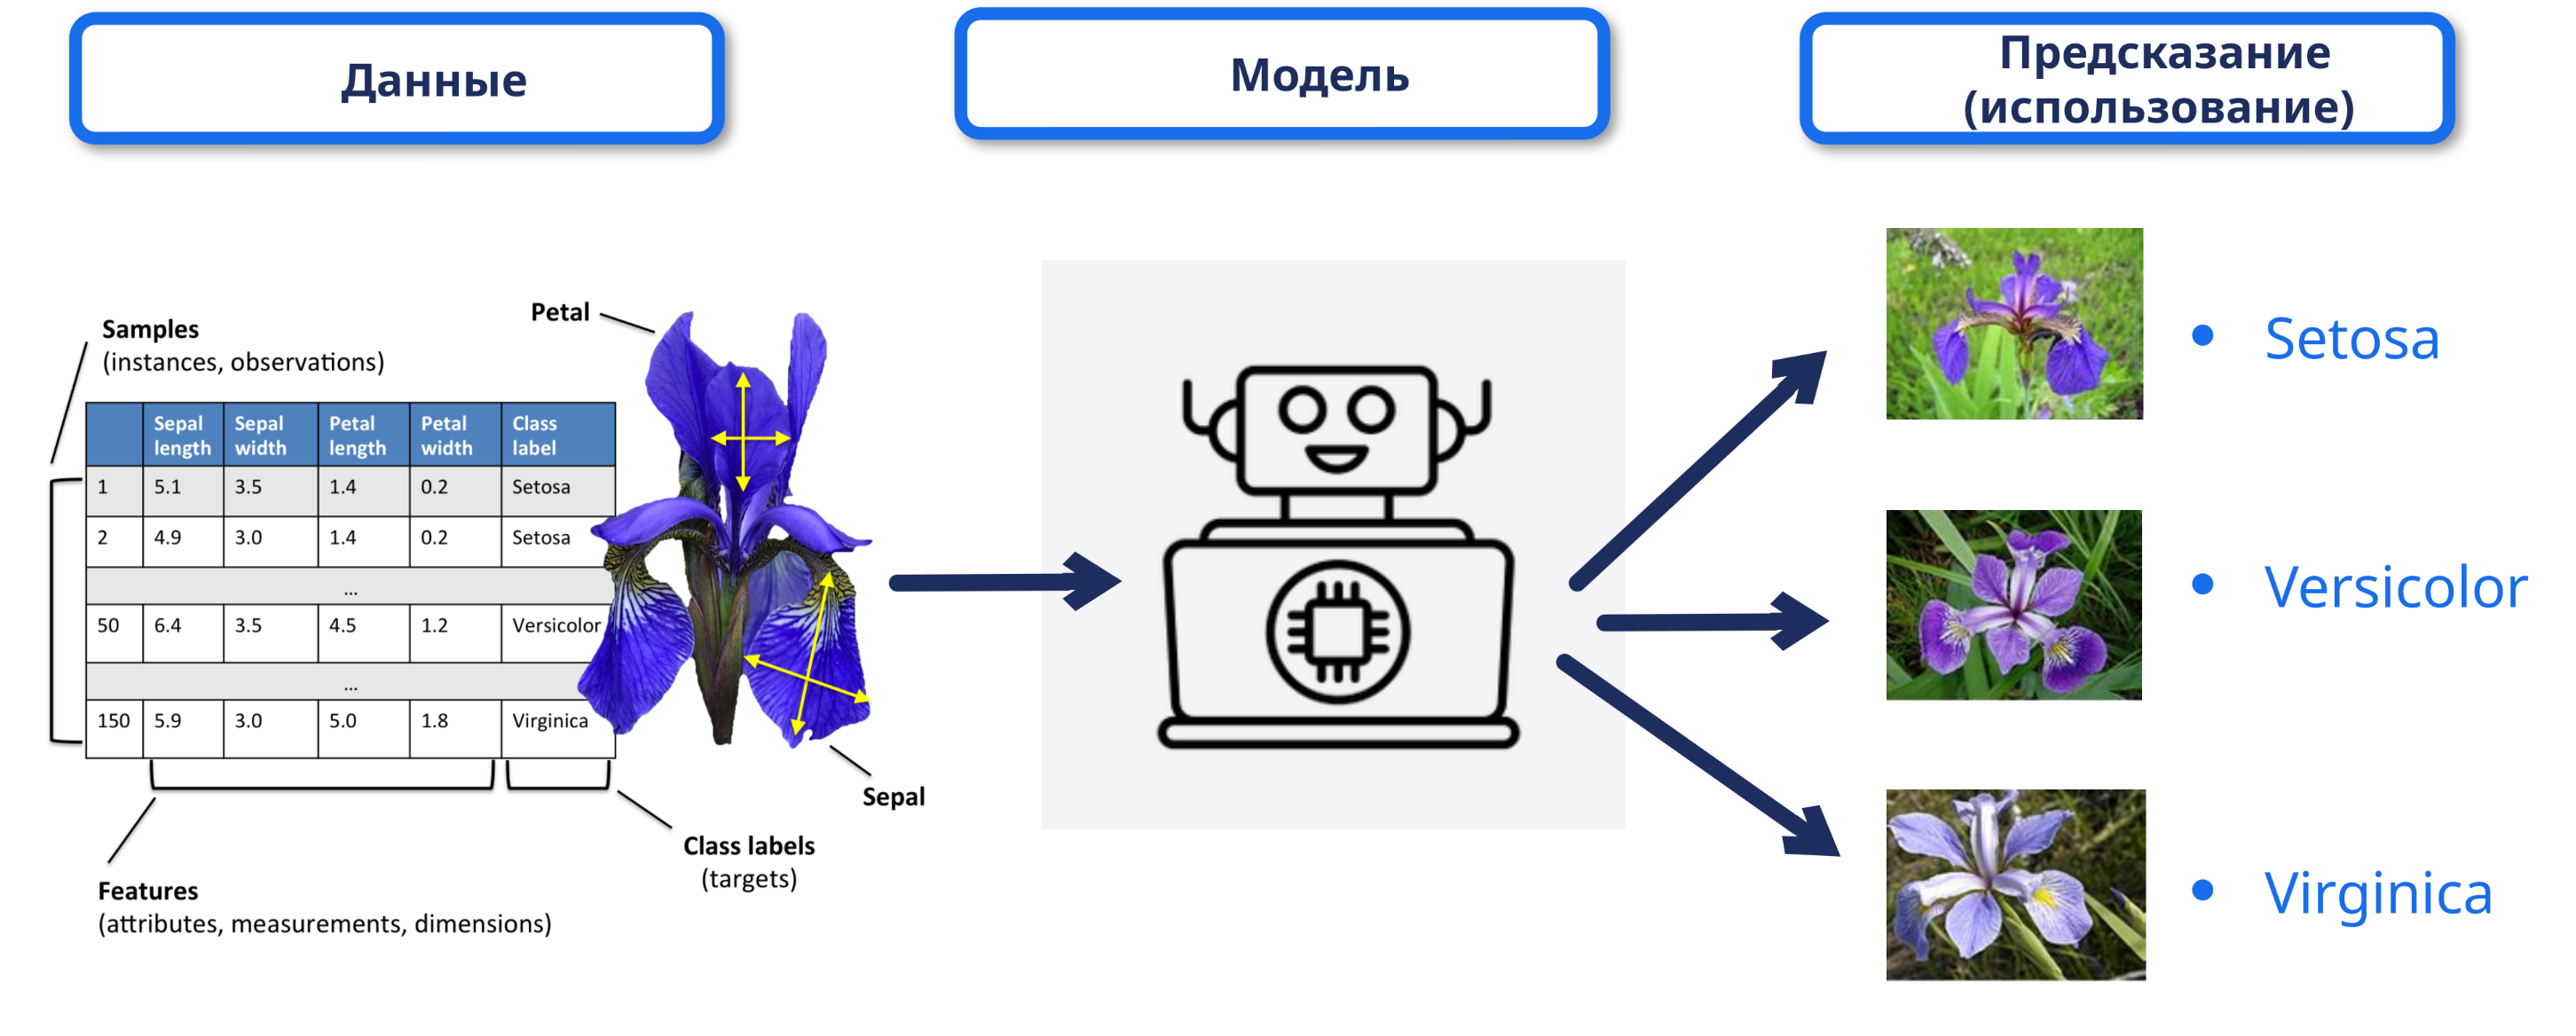 Данные
Модель
Предсказание
(использование)
Samples
(instances, observations)
Petal
Sepal length Sepal width Petal length Petal width Class label
1 5.1 3.5 1.4 0.2 Setosa
2 4.9 3.0 1.4 0.2 Setosa
...
50 6.4 3.5 4.5 1.2 Versicolor
...
150 5.9 3.0 5.0 1.8 Virginica
Sepal
Class labels
(targets)
Features
(attributes, measurements, dimensions)
• Setosa
• Versicolor
• Virginica